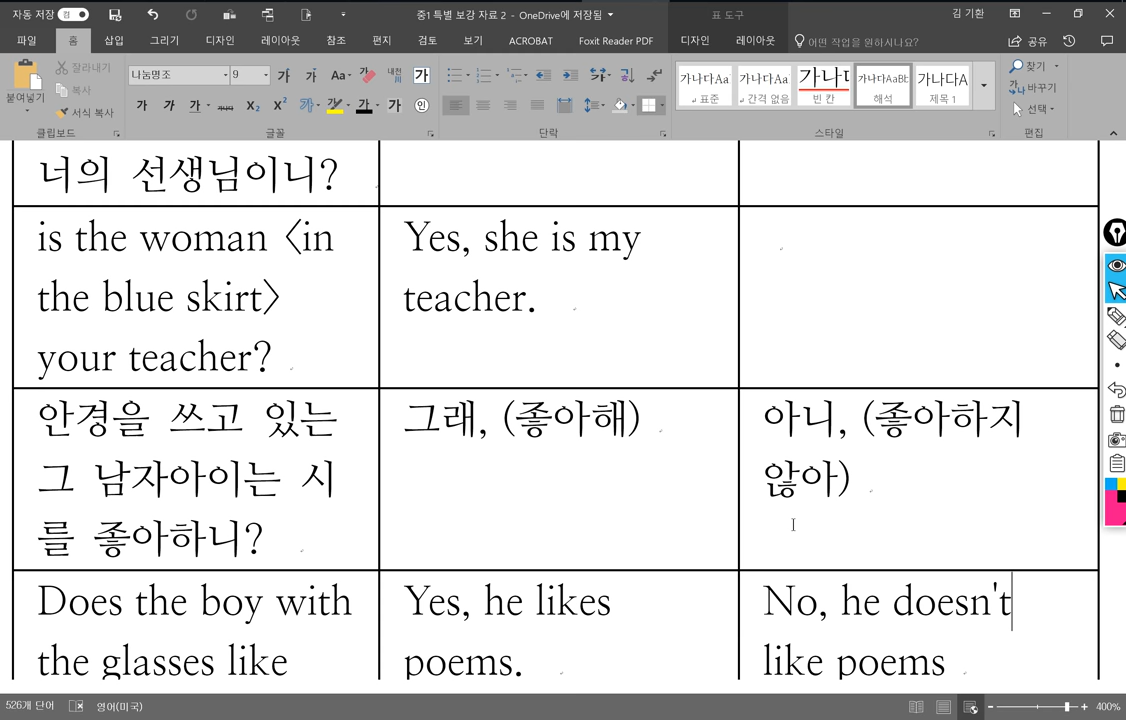 자동 저장 컴 중1 특별 보강 자료 2 - OneDrive에 저장됨 표 도구 김 기환
파일 홈 삽입 그리기 디자인 레이아웃 참조 편지 검토 보기 ACROBAT Foxit Reader PDF 디자인 레이아웃 어떤 작업을 원하시나요? 공유
붙여넣기 잘라내기 복사 서식 복사
나눔명조 9
가나다Aa 표준 가나다Aa 간격 없음 가나다 빈 칸 가나다AaBb 해석 가나다A 제목 1
찾기 바꾸기 선택
클립보드 글꼴 단락 스타일 편집
너의 선생님이니?
is the woman 〈in
the blue skirt〉
your teacher?
Yes, she is my
teacher.
안경을 쓰고 있는
그 남자아이는 시
를 좋아하니?
그래, (좋아해)
아니, (좋아하지
않아)
Does the boy with
the glasses like
Yes, he likes
poems.
No, he doesn't
like poems
526개 단어 영어(미국) 400%